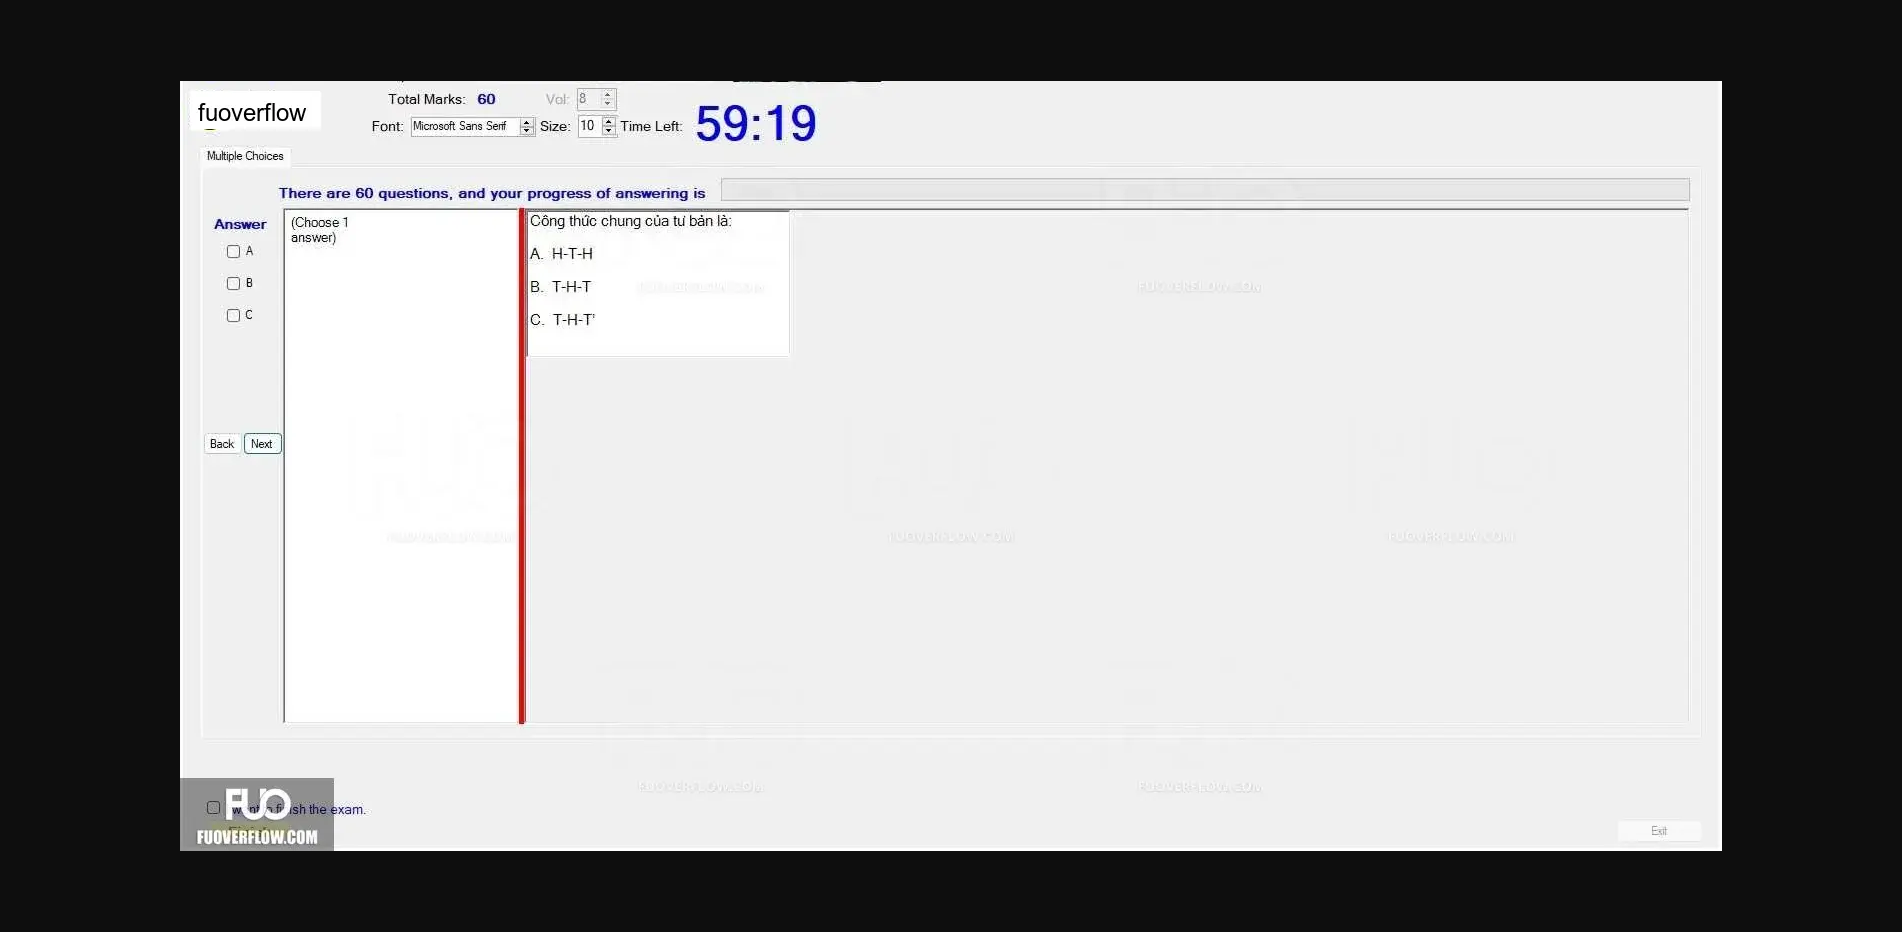 fuoverflow
Total Marks: 60 Vol: 8
Font: Microsoft Sans Serif Size: 10 Time Left: 59:19
Multiple Choices
There are 60 questions, and your progress of answering is
Answer
(Choose 1
answer)
A
B
C
Công thức chung của tư bản là:
A. H-T-H
B. T-H-T
C. T-H-T'
FUOVERFLOW.COM FUOVERFLOW.COM
Back Next
FUOVERFLOW.COM FUOVERFLOW.COM FUOVERFLOW.COM
FUOVERFLOW.COM FUOVERFLOW.COM
FUO
the exam.
FUOVERFLOW.COM
Exit